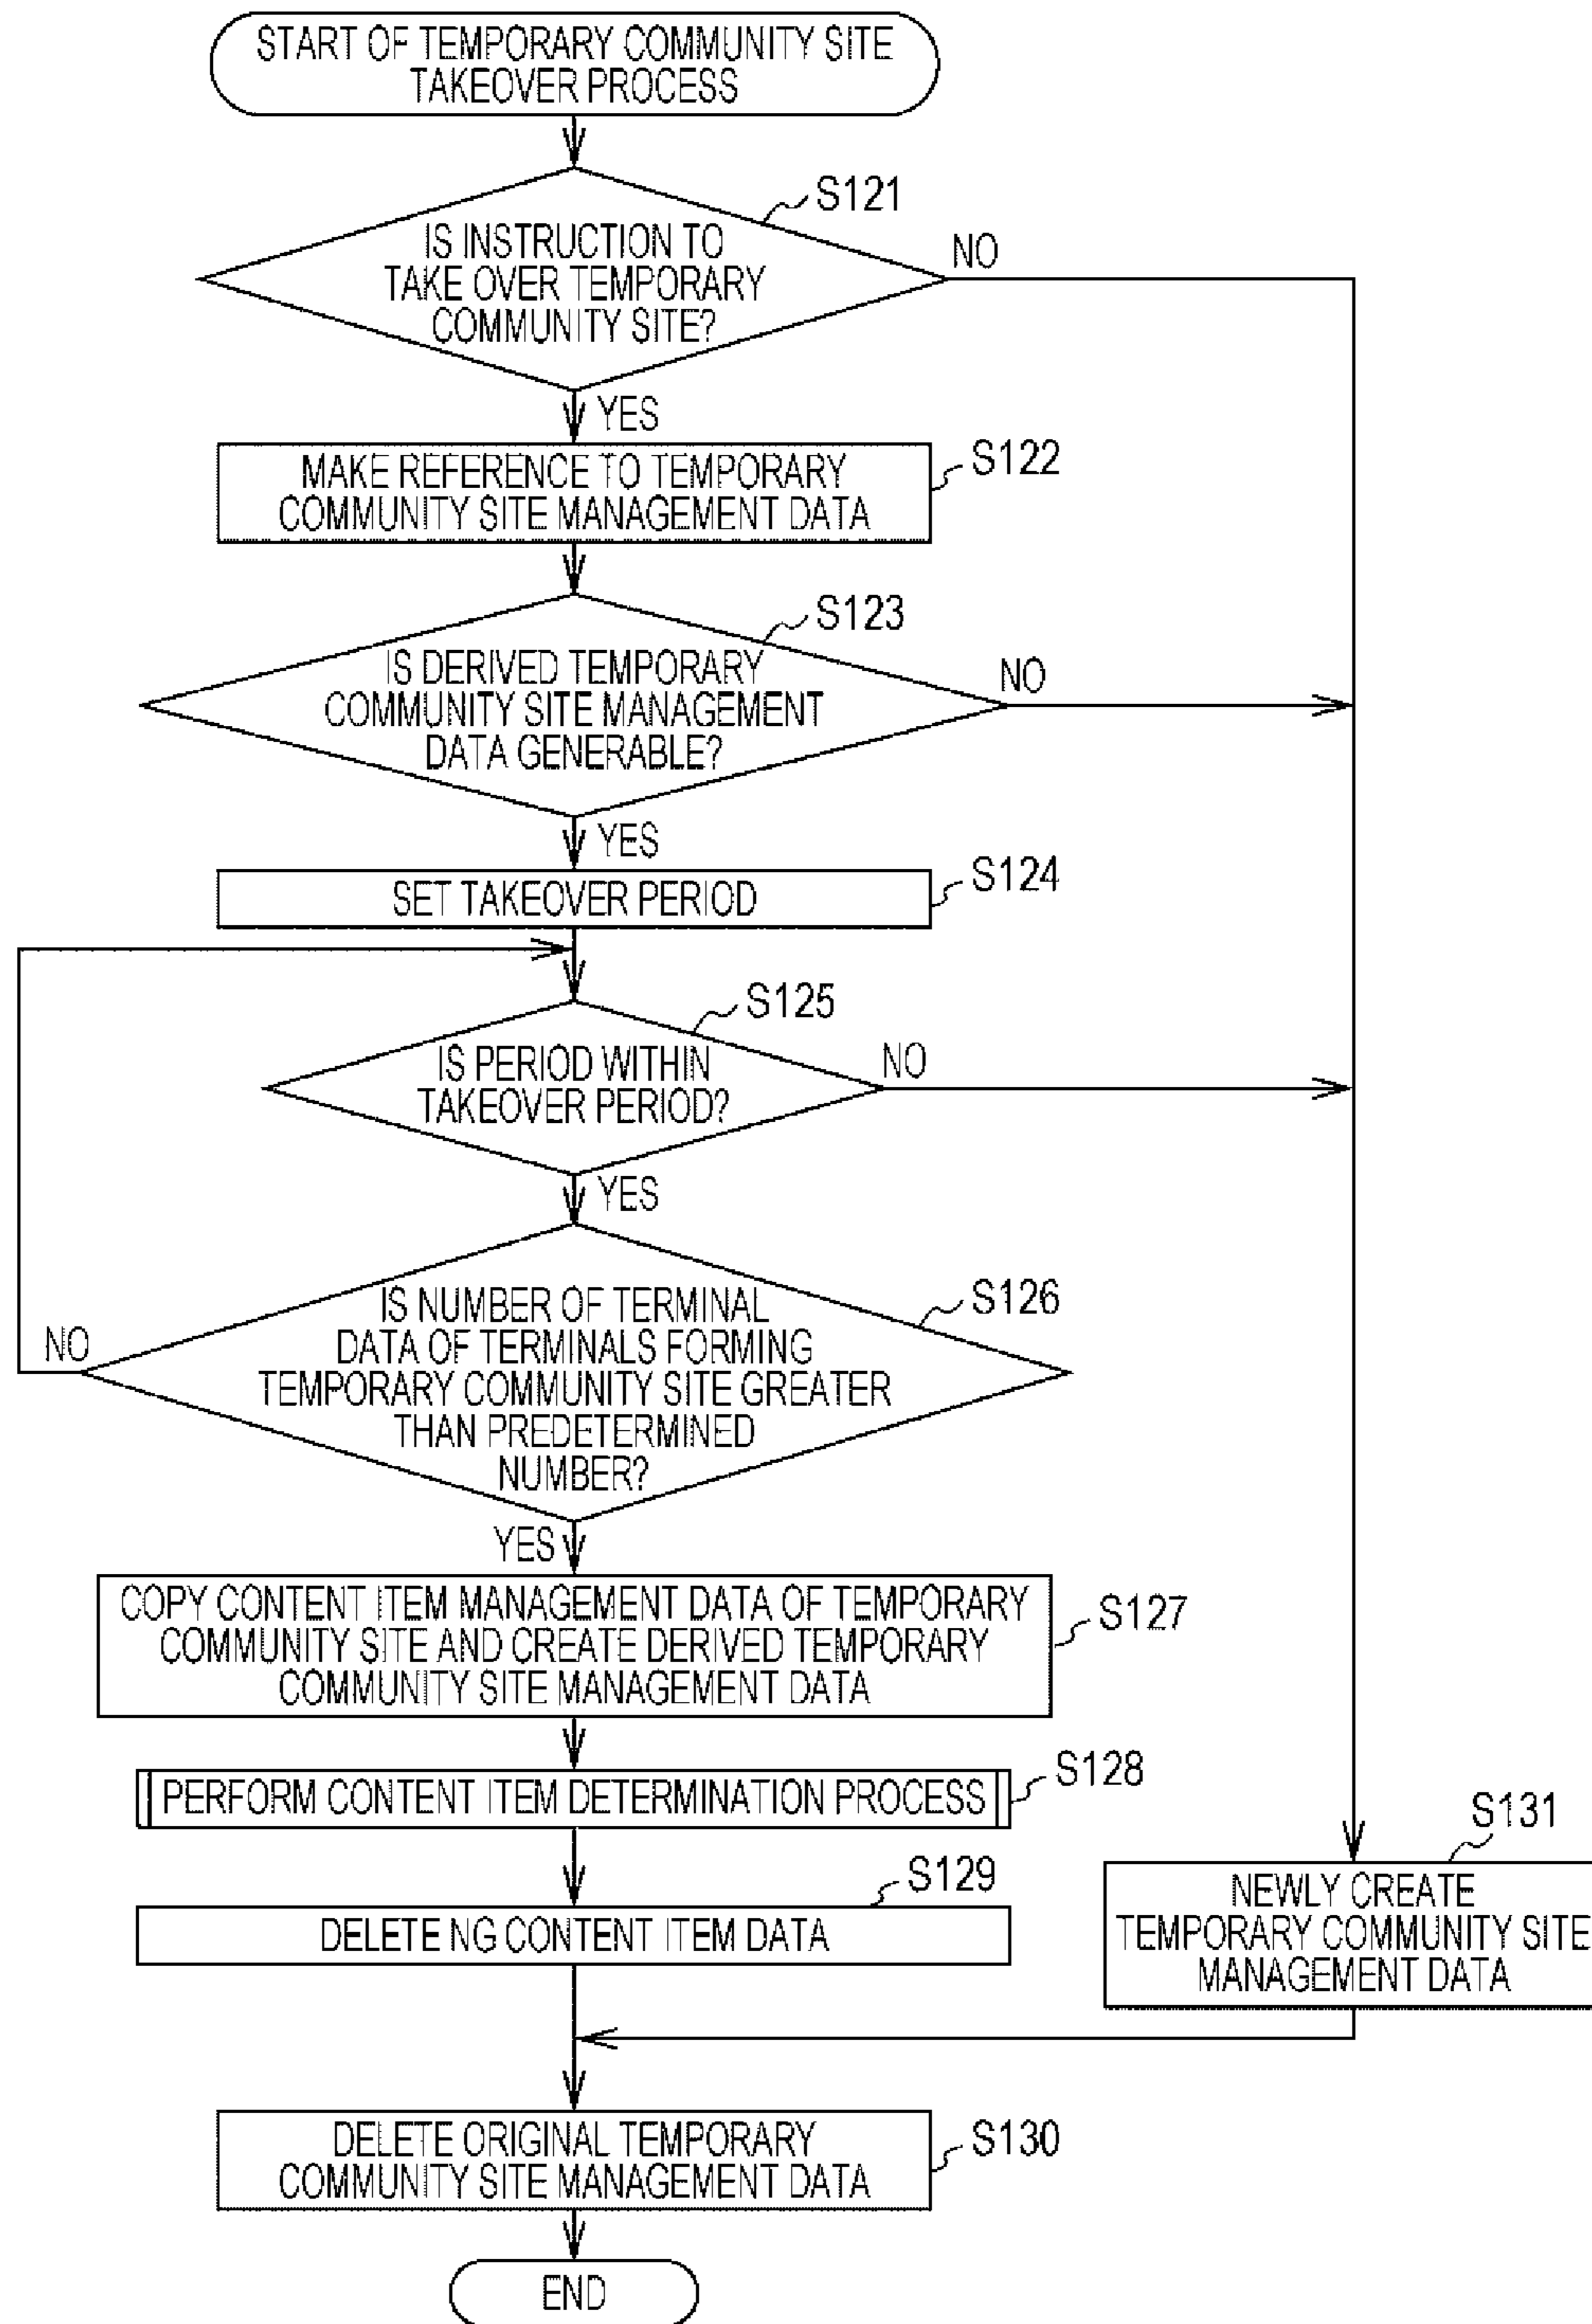 START OF TEMPORARY COMMUNITY SITE
TAKEOVER PROCESS
S121
IS INSTRUCTION TO
TAKE OVER TEMPORARY
COMMUNITY SITE?
NO
YES
MAKE REFERENCE TO TEMPORARY
COMMUNITY SITE MANAGEMENT DATA
S122
S123
IS DERIVED TEMPORARY
COMMUNITY SITE MANAGEMENT
DATA GENERABLE?
NO
YES
SET TAKEOVER PERIOD
S124
S125
IS PERIOD WITHIN
TAKEOVER PERIOD?
NO
YES
S126
IS NUMBER OF TERMINAL
DATA OF TERMINALS FORMING
TEMPORARY COMMUNITY SITE GREATER
THAN PREDETERMINED
NUMBER?
NO
YES
COPY CONTENT ITEM MANAGEMENT DATA OF TEMPORARY
COMMUNITY SITE AND CREATE DERIVED TEMPORARY
COMMUNITY SITE MANAGEMENT DATA
S127
PERFORM CONTENT ITEM DETERMINATION PROCESS
S128
S129
DELETE NG CONTENT ITEM DATA
S131
NEWLY CREATE
TEMPORARY COMMUNITY SITE
MANAGEMENT DATA
DELETE ORIGINAL TEMPORARY
COMMUNITY SITE MANAGEMENT DATA
S130
END